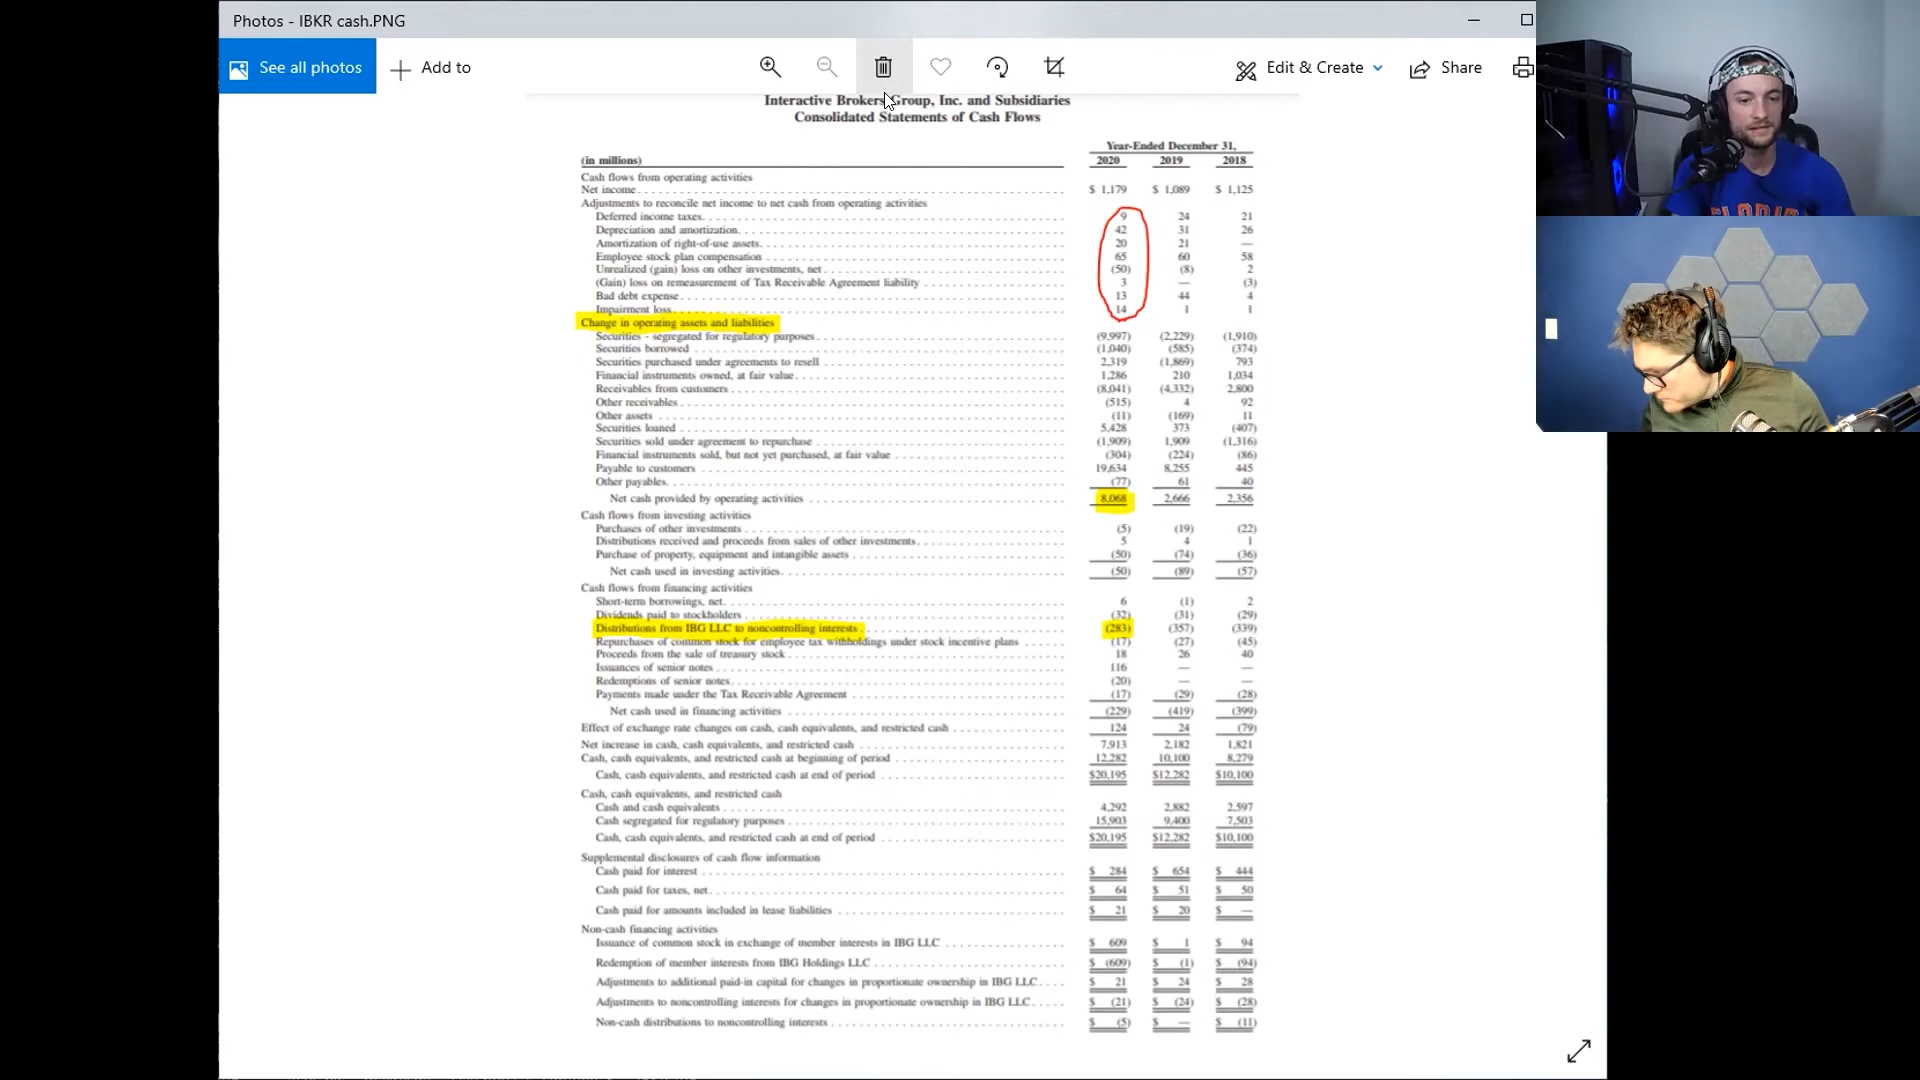 Photos - IBKR cash.PNG
See all photos
Add to
Edit & Create
Share
Interactive Brokers Group, Inc. and Subsidiaries
Consolidated Statements of Cash Flows
Year-Ended December 31,
(in millions) 2020 2019 2018
Cash flows from operating activities
Net income $ 1,179 $ 1,089 $ 1,125
Adjustments to reconcile net income to net cash from operating activities
Deferred income taxes 9 24 21
Depreciation and amortization 42 31 26
Amortization of right-of-use assets 20 21 —
Employee stock plan compensation 65 60 58
Unrealized (gain) loss on other investments, net (50) (8) 2
(Gain) loss on remeasurement of Tax Receivable Agreement liability 3 — (3)
Bad debt expense 13 44 4
Impairment loss 14 1 1
Change in operating assets and liabilities
Securities - segregated for regulatory purposes (9,997) (2,229) (1,910)
Securities borrowed (1,040) (585) (374)
Securities purchased under agreements to resell 2,319 (1,869) 793
Financial instruments owned, at fair value 1,286 210 1,034
Receivables from customers (8,041) (4,332) 2,800
Other receivables (515) 4 92
Other assets (11) (169) 11
Securities loaned 5,428 373 (407)
Securities sold under agreement to repurchase (1,909) 1,909 (1,316)
Financial instruments sold, but not yet purchased, at fair value (304) (224) (86)
Payable to customers 19,634 8,255 445
Other payables (77) 61 40
Net cash provided by operating activities 8,068 2,666 2,356
Cash flows from investing activities
Purchases of other investments (5) (19) (22)
Distributions received and proceeds from sales of other investments 5 4 1
Purchase of property, equipment and intangible assets (50) (74) (36)
Net cash used in investing activities (50) (89) (57)
Cash flows from financing activities
Short-term borrowings, net 6 (1) 2
Dividends paid to stockholders (32) (31) (29)
Distributions from IBG LLC to noncontrolling interests (283) (357) (339)
Repurchases of common stock for employee tax withholdings under stock incentive plans (17) (27) (45)
Proceeds from the sale of treasury stock 18 26 40
Issuances of senior notes 116 — —
Redemptions of senior notes (20) — —
Payments made under the Tax Receivable Agreement (17) (29) (28)
Net cash used in financing activities (229) (419) (399)
Effect of exchange rate changes on cash, cash equivalents, and restricted cash 124 24 (79)
Net increase in cash, cash equivalents, and restricted cash 7,913 2,182 1,821
Cash, cash equivalents, and restricted cash at beginning of period 12,282 10,100 8,279
Cash, cash equivalents, and restricted cash at end of period $20,195 $12,282 $10,100
Cash, cash equivalents, and restricted cash
Cash and cash equivalents 4,292 2,882 2,597
Cash segregated for regulatory purposes 15,903 9,400 7,503
Cash, cash equivalents, and restricted cash at end of period $20,195 $12,282 $10,100
Supplemental disclosures of cash flow information
Cash paid for interest $ 284 $ 654 $ 444
Cash paid for taxes, net $ 64 $ 51 $ 50
Cash paid for amounts included in lease liabilities $ 21 $ 20 $ —
Non-cash financing activities
Issuance of common stock in exchange of member interests in IBG LLC $ 609 $ 1 $ 94
Redemption of member interests from IBG Holdings LLC $ (609) $ (1) $ (94)
Adjustments to additional paid-in capital for changes in proportionate ownership in IBG LLC $ 21 $ 24 $ 28
Adjustments to noncontrolling interests for changes in proportionate ownership in IBG LLC $ (21) $ (24) $ (28)
Non-cash distributions to noncontrolling interests $ (5) $ — $ (11)